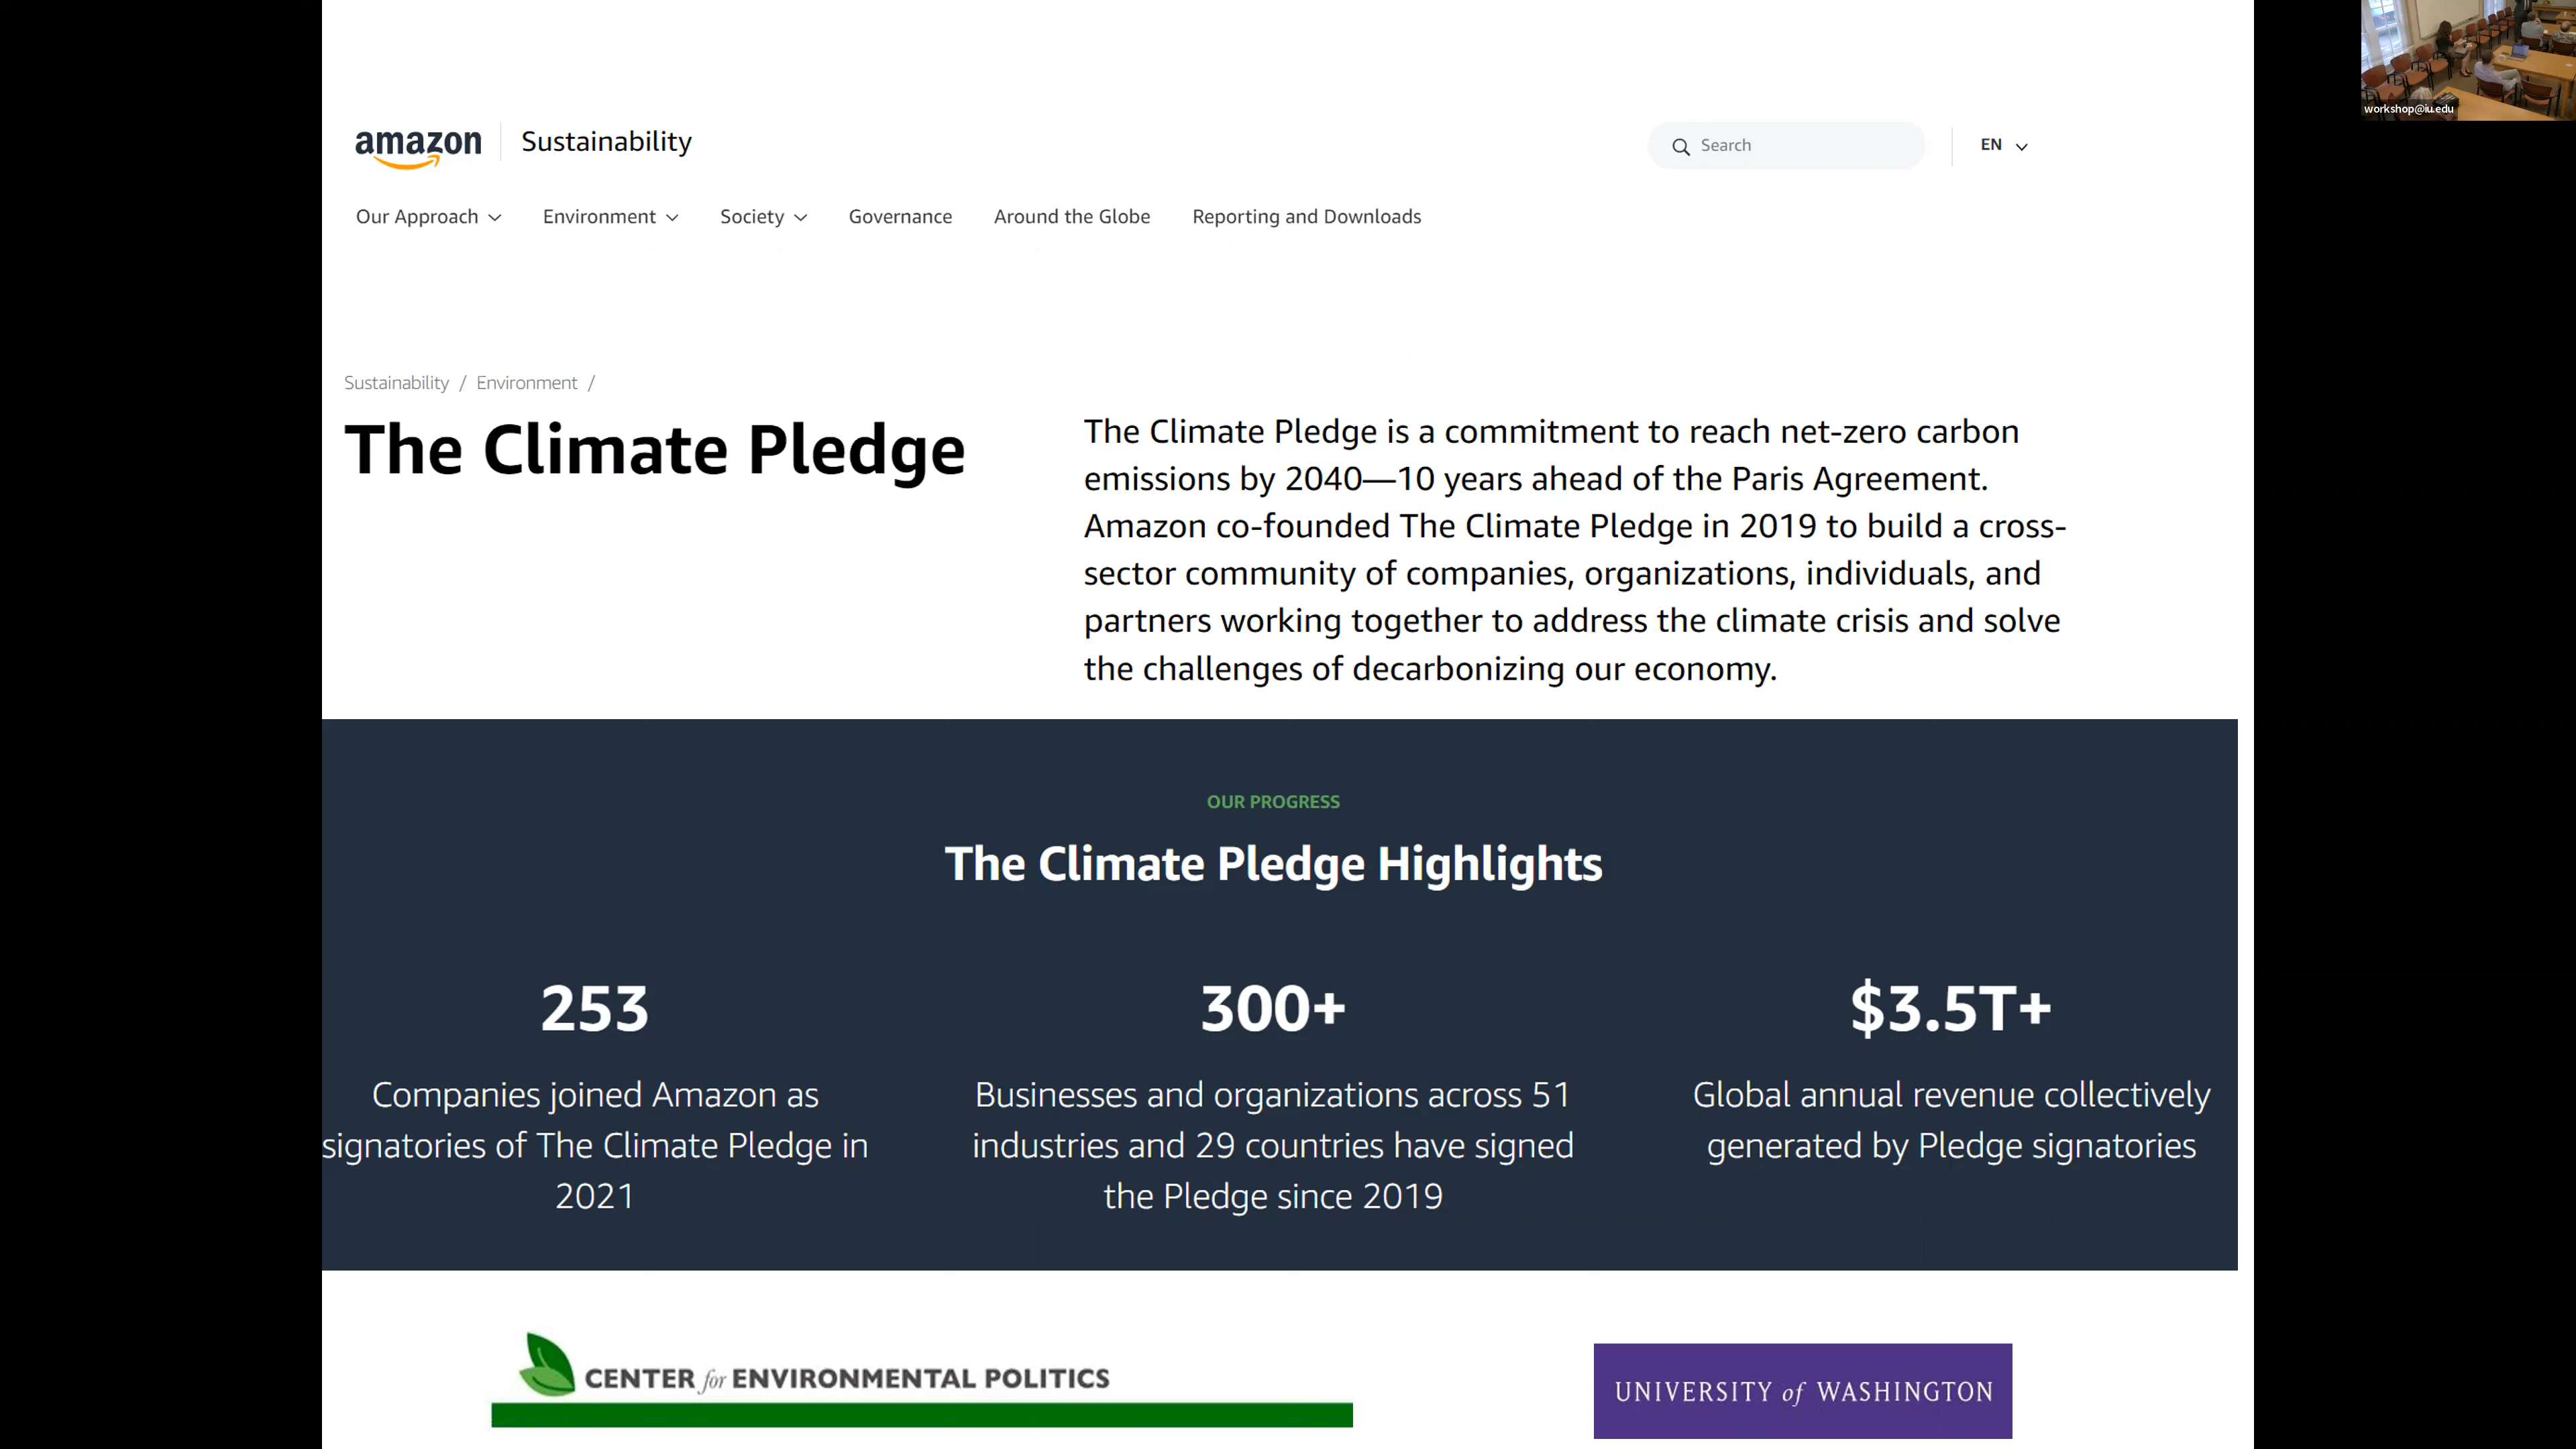 workshop@iu.edu
amazon
Sustainability
Search
EN
Our Approach
Environment
Society
Governance
Around the Globe
Reporting and Downloads
Sustainability / Environment /
The Climate Pledge
The Climate Pledge is a commitment to reach net-zero carbon
emissions by 2040—10 years ahead of the Paris Agreement.
Amazon co-founded The Climate Pledge in 2019 to build a cross-
sector community of companies, organizations, individuals, and
partners working together to address the climate crisis and solve
the challenges of decarbonizing our economy.
OUR PROGRESS
The Climate Pledge Highlights
253
Companies joined Amazon as
signatories of The Climate Pledge in
2021
300+
Businesses and organizations across 51
industries and 29 countries have signed
the Pledge since 2019
$3.5T+
Global annual revenue collectively
generated by Pledge signatories
CENTER for ENVIRONMENTAL POLITICS
UNIVERSITY of WASHINGTON